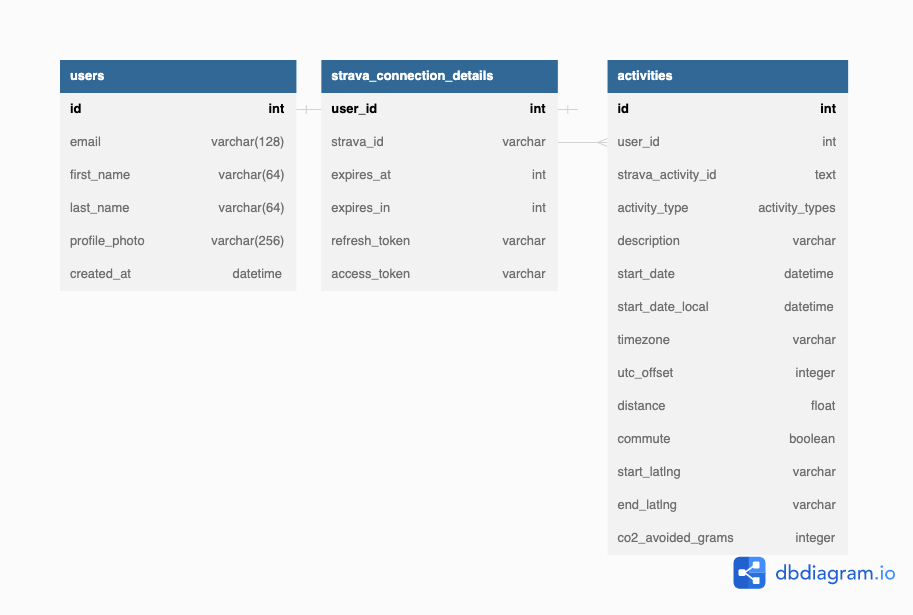 users
id int
email varchar(128)
first_name varchar(64)
last_name varchar(64)
profile_photo varchar(256)
created_at datetime
strava_connection_details
user_id int
strava_id varchar
expires_at int
expires_in int
refresh_token varchar
access_token varchar
activities
id int
user_id int
strava_activity_id text
activity_type activity_types
description varchar
start_date datetime
start_date_local datetime
timezone varchar
utc_offset integer
distance float
commute boolean
start_latlng varchar
end_latlng varchar
co2_avoided_grams integer
dbdiagram.io